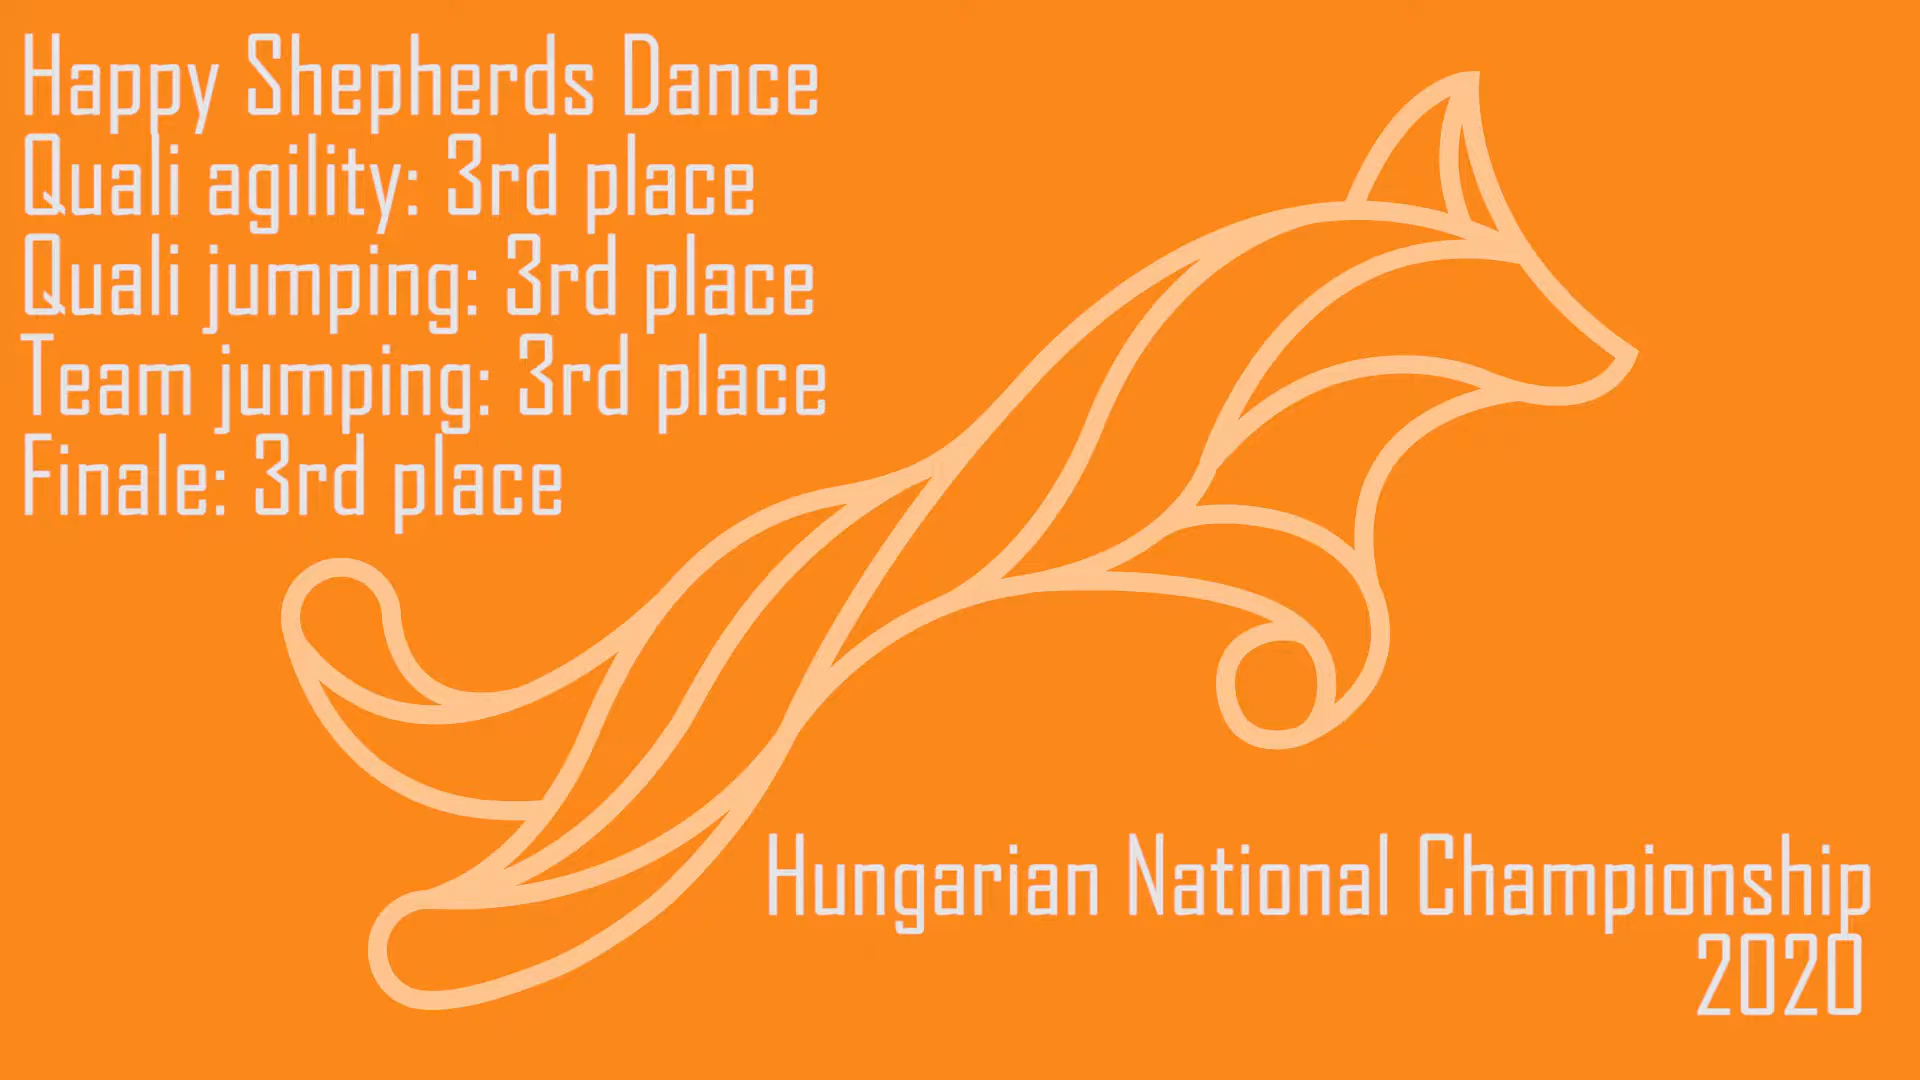 Happy Shepherds Dance
Quali agility: 3rd place
Quali jumping: 3rd place
Team jumping: 3rd place
Finale: 3rd place
Hungarian National Championship
2020